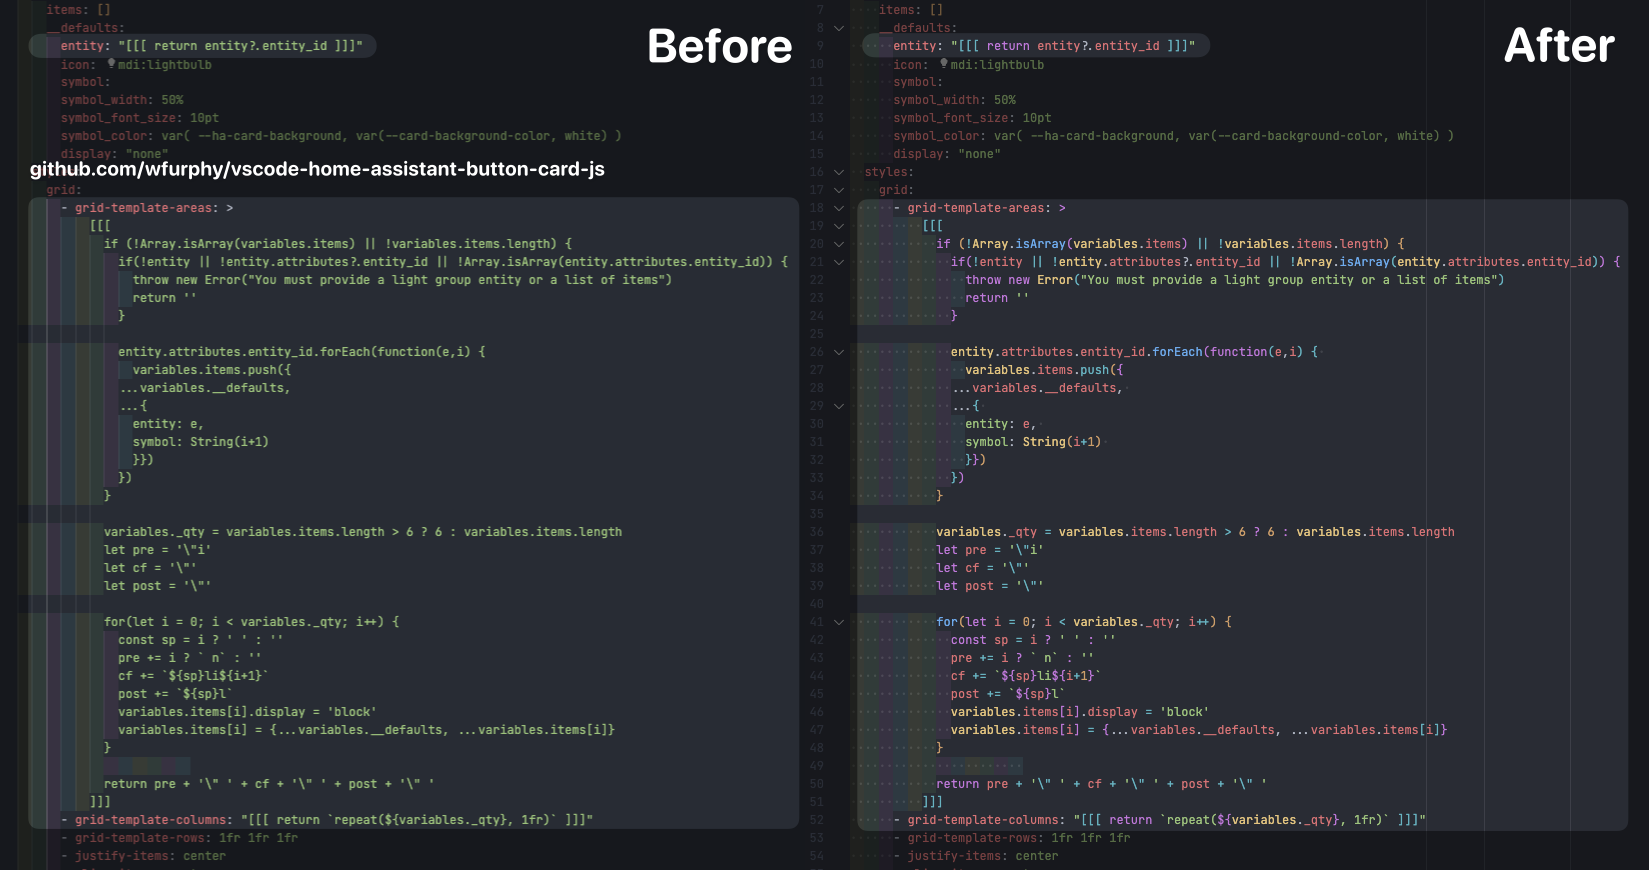 Before
items: []
__defaults:
entity: "[[[ return entity?.entity_id ]]]"
icon: mdi:lightbulb
symbol:
symbol_width: 50%
symbol_font_size: 10pt
symbol_color: var( --ha-card-background, var(--card-background-color, white) )
display: "none"
github.com/wfurphy/vscode-home-assistant-button-card-js
grid:
- grid-template-areas: >
[[[
if (!Array.isArray(variables.items) || !variables.items.length) {
if(!entity || !entity.attributes?.entity_id || !Array.isArray(entity.attributes.entity_id)) {
throw new Error("You must provide a light group entity or a list of items")
return ''
}
entity.attributes.entity_id.forEach(function(e,i) {
variables.items.push({
...variables.__defaults,
...{
entity: e,
symbol: String(i+1)
}})
})
}
variables._qty = variables.items.length > 6 ? 6 : variables.items.length
let pre = '\"i'
let cf = '\"'
let post = '\"'
for(let i = 0; i < variables._qty; i++) {
const sp = i ? ' ' : ''
pre += i ? ` n` : ''
cf += `${sp}li${i+1}`
post += `${sp}l`
variables.items[i].display = 'block'
variables.items[i] = {...variables.__defaults, ...variables.items[i]}
}
return pre + '\" ' + cf + '\" ' + post + '\" '
]]]
- grid-template-columns: "[[[ return `repeat(${variables._qty}, 1fr)` ]]]"
- grid-template-rows: 1fr 1fr 1fr
- justify-items: center
After
7 items: []
8 __defaults:
9 entity: "[[[ return entity?.entity_id ]]]"
10 icon: mdi:lightbulb
11 symbol:
12 symbol_width: 50%
13 symbol_font_size: 10pt
14 symbol_color: var( --ha-card-background, var(--card-background-color, white) )
15 display: "none"
16 styles:
17 grid:
18 - grid-template-areas: >
19 [[[
20 if (!Array.isArray(variables.items) || !variables.items.length) {
21 if(!entity || !entity.attributes?.entity_id || !Array.isArray(entity.attributes.entity_id)) {
22 throw new Error("You must provide a light group entity or a list of items")
23 return ''
24 }
25
26 entity.attributes.entity_id.forEach(function(e,i) {
27 variables.items.push({
28 ...variables.__defaults,
29 ...{
30 entity: e,
31 symbol: String(i+1)
32 }})
33 })
34 }
35
36 variables._qty = variables.items.length > 6 ? 6 : variables.items.length
37 let pre = '\"i'
38 let cf = '\"'
39 let post = '\"'
40
41 for(let i = 0; i < variables._qty; i++) {
42 const sp = i ? ' ' : ''
43 pre += i ? ` n` : ''
44 cf += `${sp}li${i+1}`
45 post += `${sp}l`
46 variables.items[i].display = 'block'
47 variables.items[i] = {...variables.__defaults, ...variables.items[i]}
48 }
49
50 return pre + '\" ' + cf + '\" ' + post + '\" '
51 ]]]
52 - grid-template-columns: "[[[ return `repeat(${variables._qty}, 1fr)` ]]]"
53 - grid-template-rows: 1fr 1fr 1fr
54 - justify-items: center